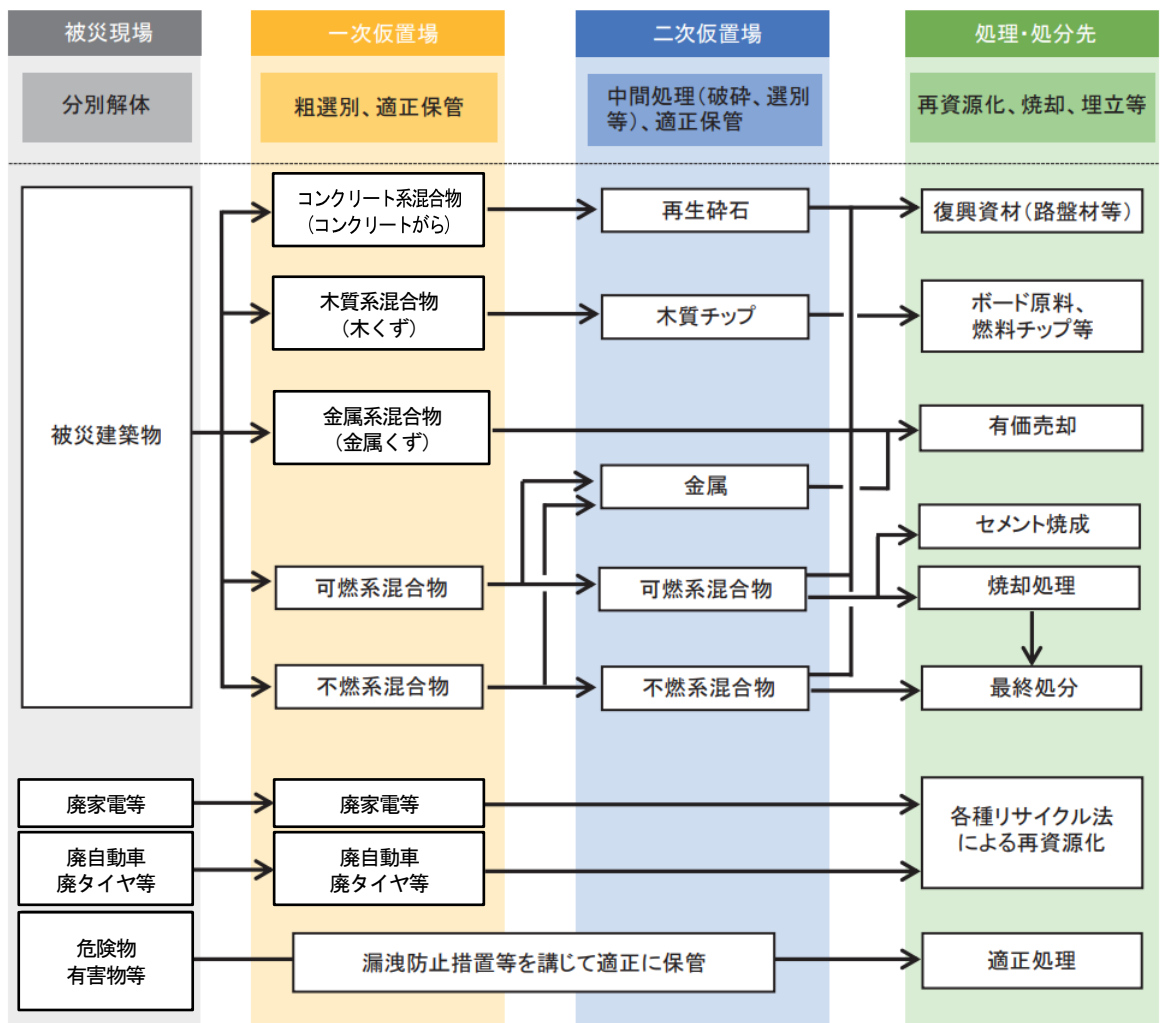 被災現場
一次仮置場
二次仮置場
処理・処分先
分別解体
粗選別、適正保管
中間処理(破砕、選別
等)、適正保管
再資源化、焼却、埋立等
被災建築物
コンクリート系混合物
(コンクリートがら)
再生砕石
復興資材(路盤材等)
木質系混合物
(木くず)
木質チップ
ボード原料、
燃料チップ等
金属系混合物
(金属くず)
有価売却
金属
セメント焼成
可燃系混合物
可燃系混合物
焼却処理
不燃系混合物
不燃系混合物
最終処分
廃家電等
廃家電等
各種リサイクル法
による再資源化
廃自動車
廃タイヤ等
廃自動車
廃タイヤ等
危険物
有害物等
漏洩防止措置等を講じて適正に保管
適正処理